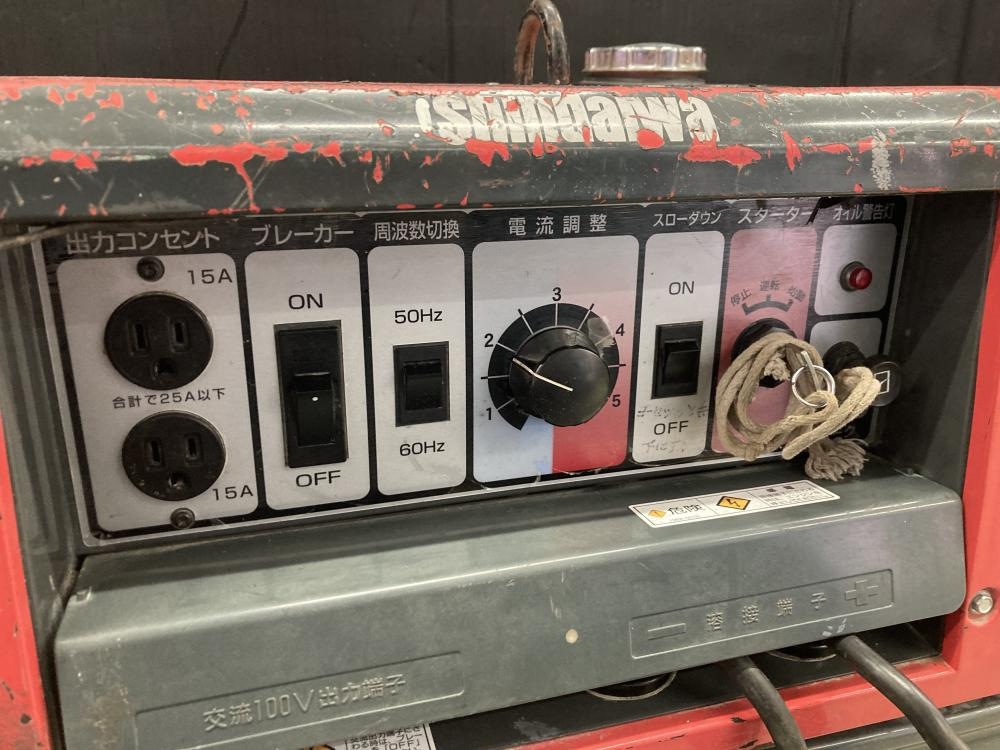 Shindaiwa
出力コンセント
ブレーカー
周波数切換
電流調整
スローダウン
スターター
オイル警告灯
15A
合計で25A以下
15A
ON
OFF
50Hz
60Hz
1
2
3
4
5
ON
OFF
停止
運転
始動
危険
溶接端子
交流100V出力端子
「OFF」